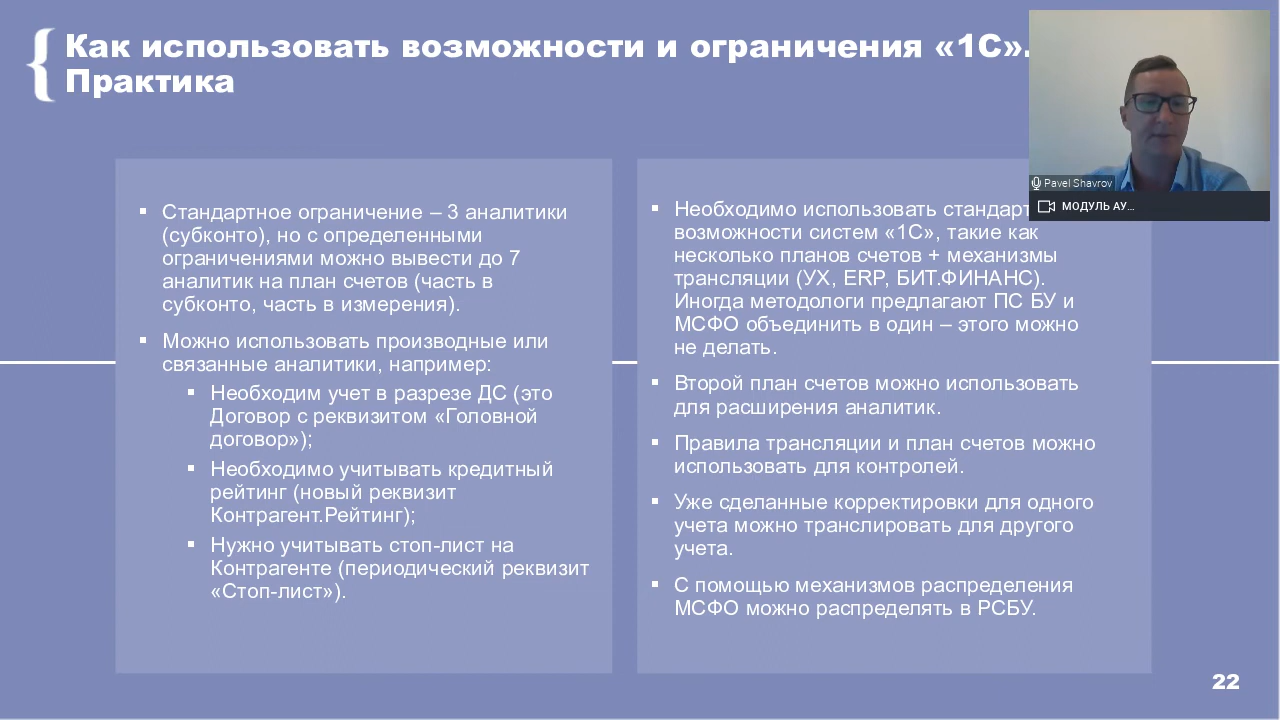 Как использовать возможности и ограничения «1С».
Практика
Pavel Shavrov
МОДУЛЬ АУ...
Стандартное ограничение – 3 аналитики
(субконто), но с определенными
ограничениями можно вывести до 7
аналитик на план счетов (часть в
субконто, часть в измерения).
Можно использовать производные или
связанные аналитики, например:
Необходим учет в разрезе ДС (это
Договор с реквизитом «Головной
договор»);
Необходимо учитывать кредитный
рейтинг (новый реквизит
Контрагент.Рейтинг);
Нужно учитывать стоп-лист на
Контрагенте (периодический реквизит
«Стоп-лист»).
Необходимо использовать
возможности систем «1С», такие как
несколько планов счетов + механизмы
трансляции (УХ, ERP, БИТ.ФИНАНС).
Иногда методологи предлагают ПС БУ и
МСФО объединить в один – этого можно
не делать.
Второй план счетов можно использовать
для расширения аналитик.
Правила трансляции и план счетов можно
использовать для контролей.
Уже сделанные корректировки для одного
учета можно транслировать для другого
учета.
С помощью механизмов распределения
МСФО можно распределять в РСБУ.
22